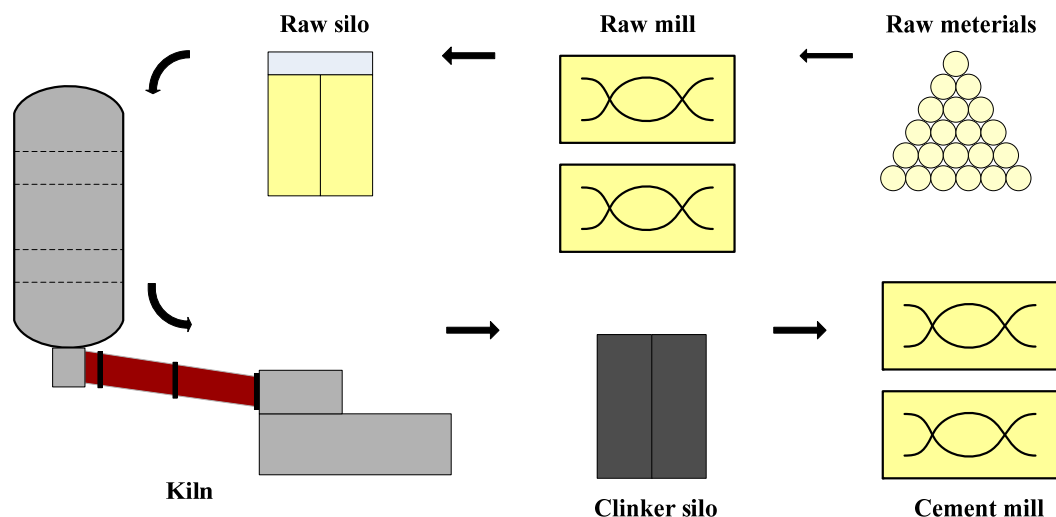 Raw silo
Raw mill
Raw meterials
Kiln
Clinker silo
Cement mill